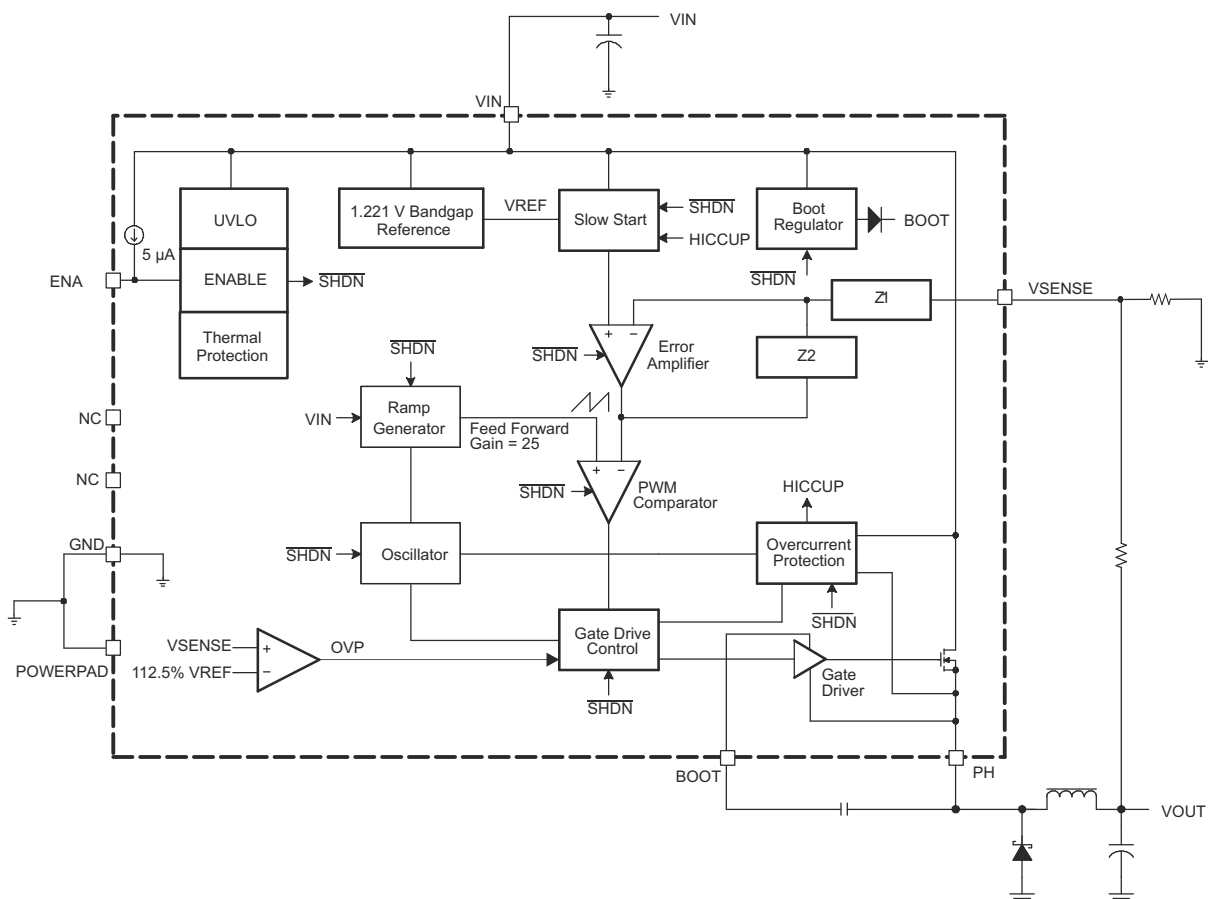 VIN
VIN
UVLO
1.221 V Bandgap
Reference
VREF
Slow Start
SHDN
HICCUP
Boot
Regulator
BOOT
SHDN
5 µA
ENA
ENABLE
SHDN
Thermal
Protection
Z1
VSENSE
Z2
+ −
Error
Amplifier
SHDN
SHDN
VIN
Ramp
Generator
Feed Forward
Gain = 25
NC
NC
+ −
PWM
Comparator
SHDN
HICCUP
GND
SHDN
Oscillator
Overcurrent
Protection
SHDN
POWERPAD
VSENSE
112.5% VREF
+
−
OVP
Gate Drive
Control
SHDN
Gate
Driver
BOOT
PH
VOUT